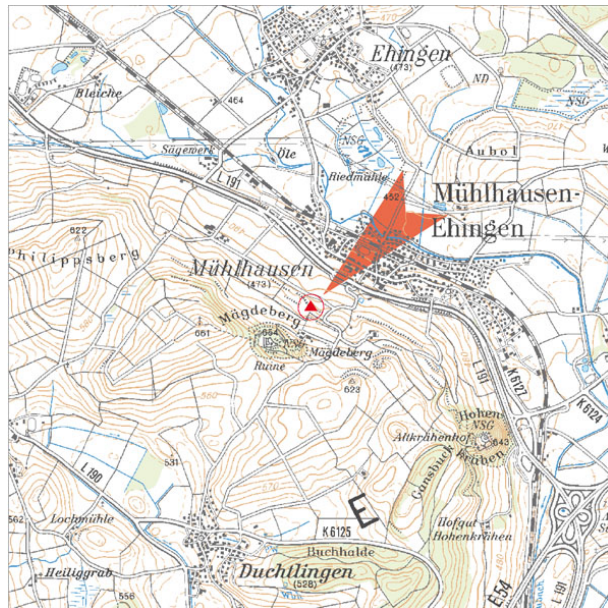 Ehingen
(473)
ND
Bleiche
464
NSG
NSG
Aubol
Sägewerk
Öle
L 191
Riedmühle
452
Mühlhausen-
Ehingen
622
Philippsberg
Mühlhausen
(473)
Mägdeberg
661
664
NSG
Mägdeberg
Ruine
623
L 191
K 6127
K 6124
Hohen-
NSG
Altkrähenhof
643
Krähen
Gansbuck
L 190
531
562
Lochmühle
K 6125
E
Hofgut
Hohenkrähen
Buchhalde
Heiliggrab
Duchtlingen
(528)
556
E.54